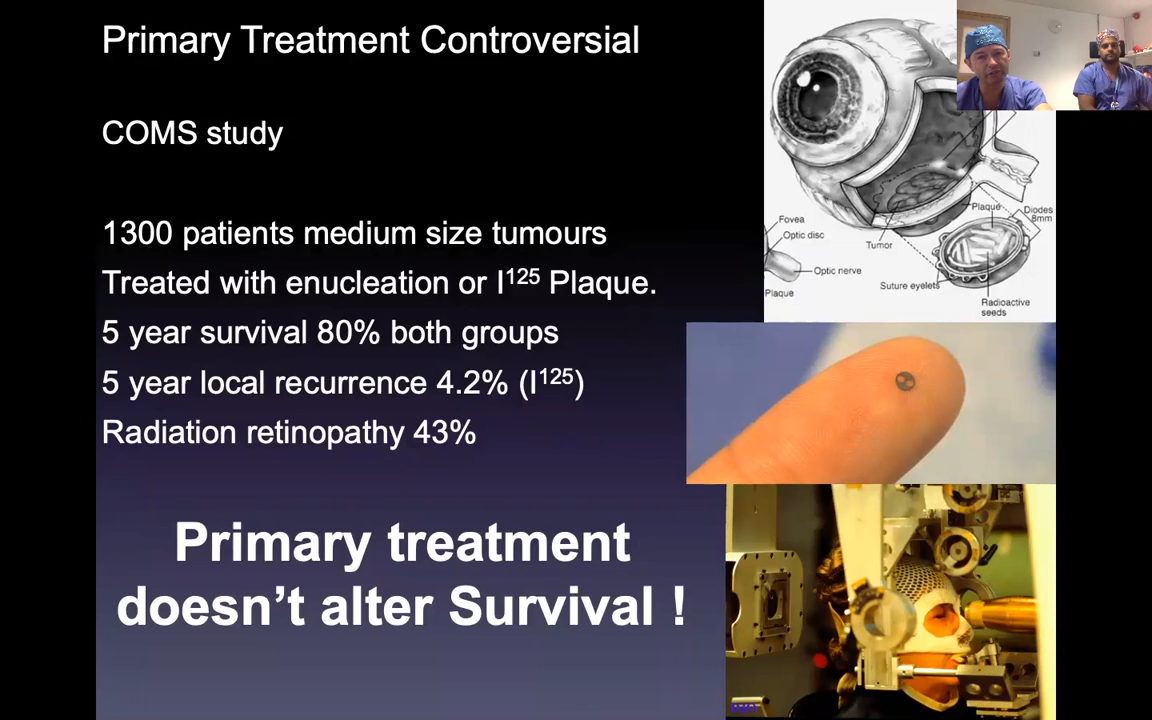 Primary Treatment Controversial
COMS study
1300 patients medium size tumours
Treated with enucleation or I¹²⁵ Plaque.
5 year survival 80% both groups
5 year local recurrence 4.2% (I¹²⁵)
Radiation retinopathy 43%
Primary treatment
doesn’t alter Survival !
Fovea
Optic disc
Optic nerve
Plaque
Tumor
Plaque
Diodes
8mm
Suture eyelets
Radioactive
seeds